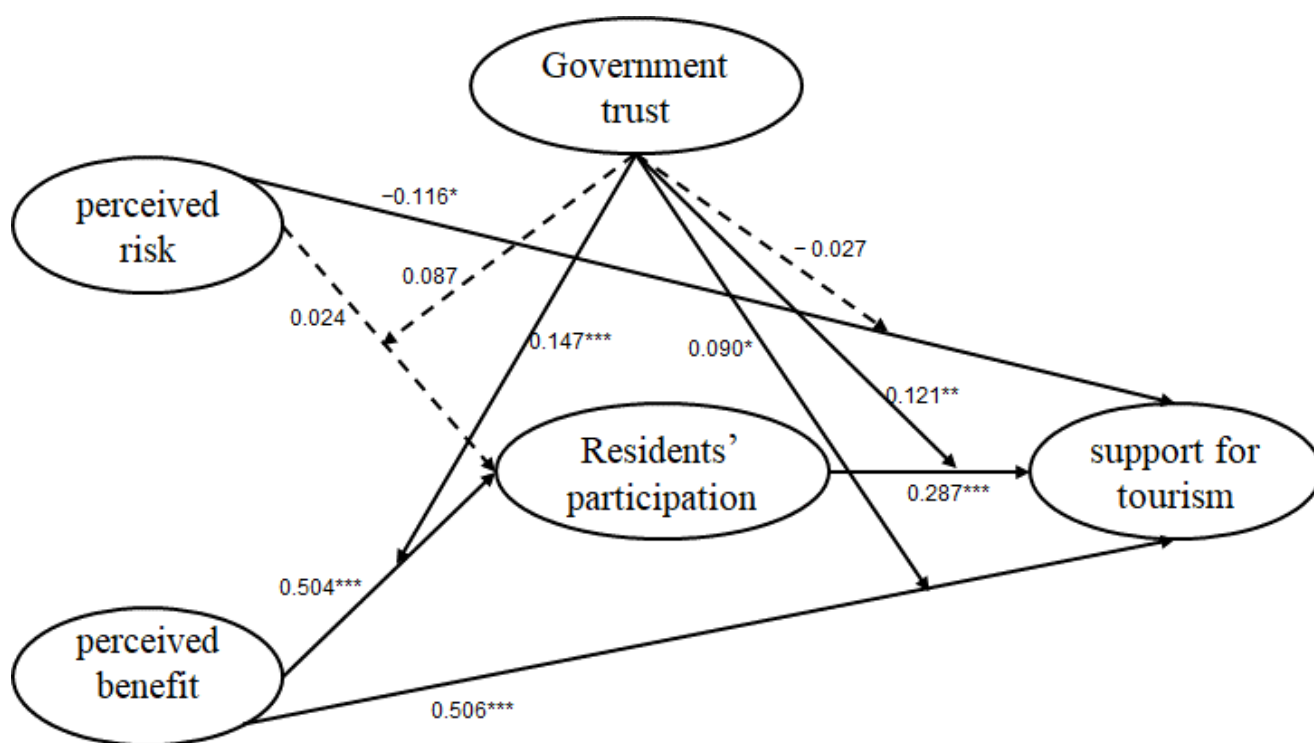 Government
trust
−0.116*
perceived
risk
− 0.027
0.087
0.024
0.147***
0.090*
0.121**
Residents’
participation
support for
tourism
0.287***
0.504***
perceived
benefit
0.506***